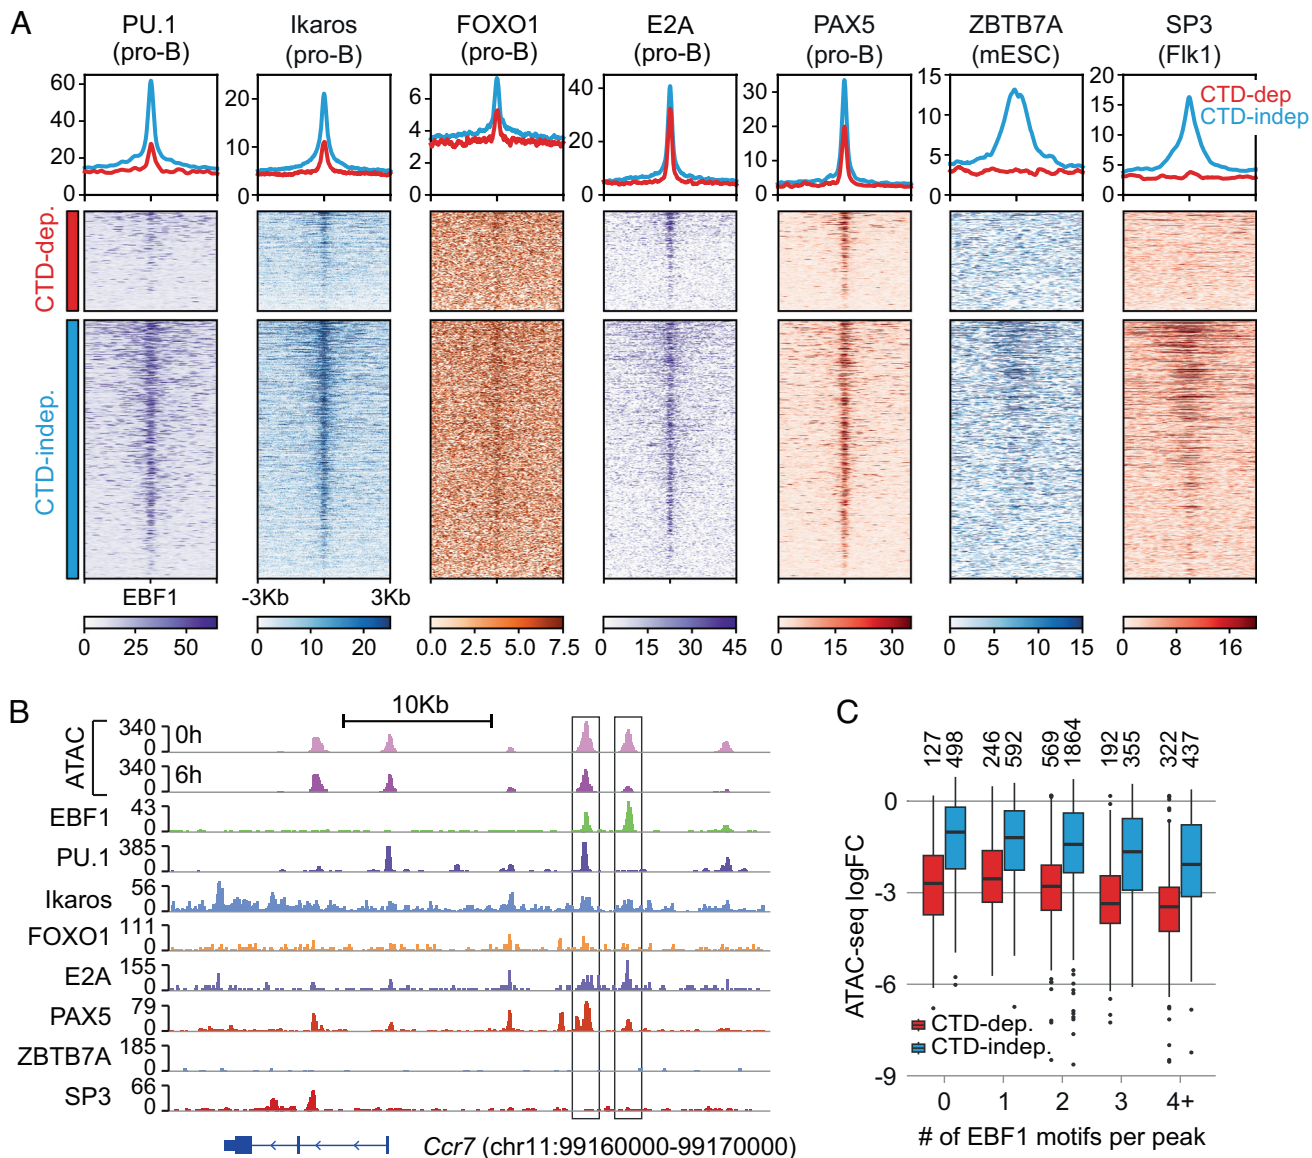 A
PU.1 (pro-B)
Ikaros (pro-B)
FOXO1 (pro-B)
E2A (pro-B)
PAX5 (pro-B)
ZBTB7A (mESC)
SP3 (Flk1)
60
40
20
0
20
10
0
6
4
2
0
40
20
0
30
20
10
0
15
10
5
0
20
15
10
5
0
CTD-dep
CTD-indep
CTD-dep.
CTD-indep.
EBF1
-3Kb 3Kb
0 25 50
0 10 20
0.0 2.5 5.0 7.5
0 15 30 45
0 15 30
0 5 10 15
0 8 16
B
10Kb
ATAC
340
0
0h
340
0
6h
EBF1
43
0
PU.1
385
0
Ikaros
56
0
FOXO1
111
0
E2A
155
0
PAX5
79
0
ZBTB7A
185
0
SP3
66
0
Ccr7 (chr11:99160000-99170000)
C
127 498 246 592 569 1864 192 355 322 437
ATAC-seq logFC
0
-3
-6
-9
CTD-dep.
CTD-indep.
0 1 2 3 4+
# of EBF1 motifs per peak